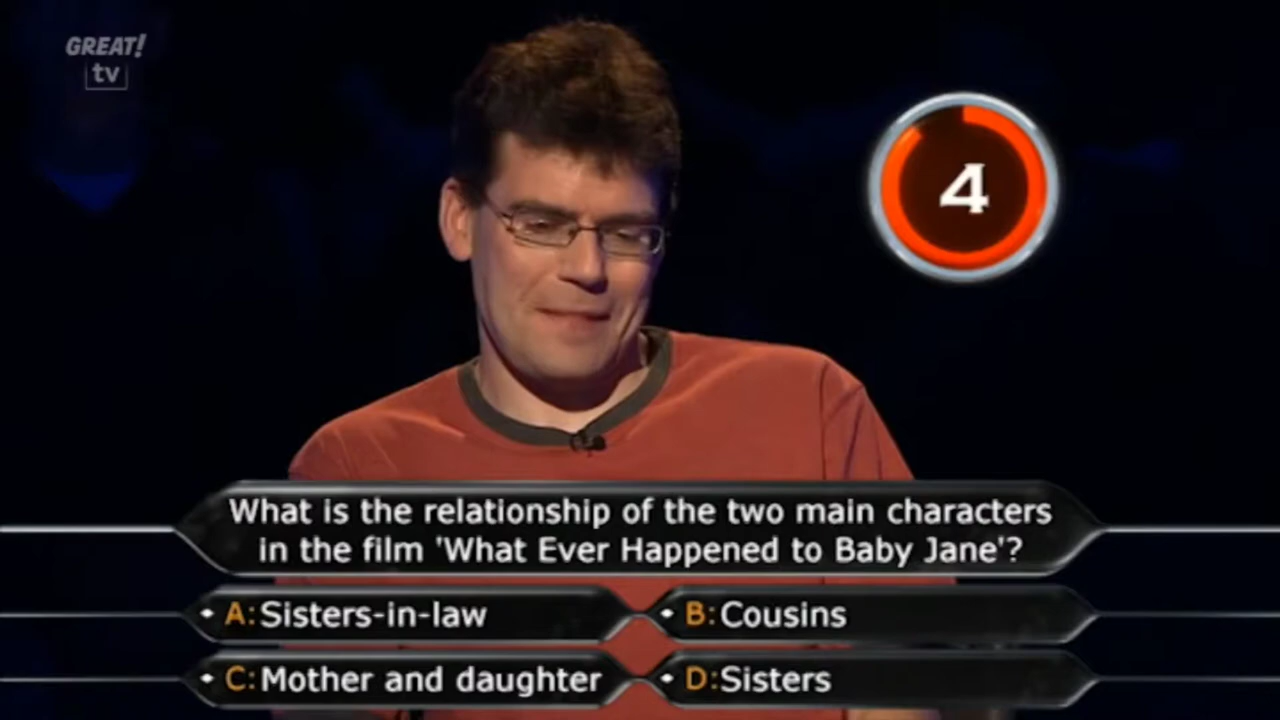 GREAT!
tv
4
What is the relationship of the two main characters
in the film 'What Ever Happened to Baby Jane'?
A: Sisters-in-law
B: Cousins
C: Mother and daughter
D: Sisters